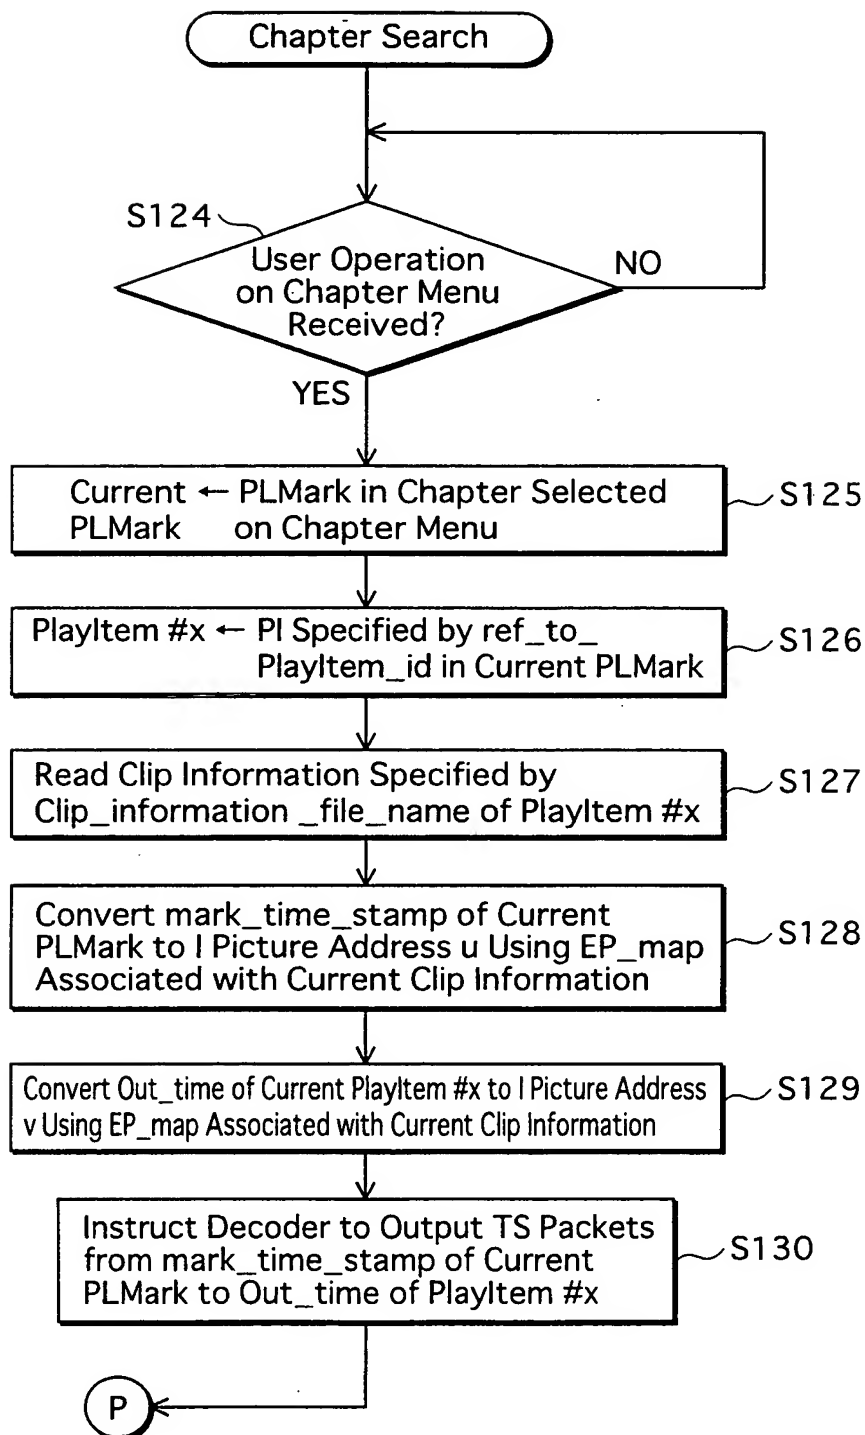 Chapter Search
S124
User Operation
on Chapter Menu
Received?
NO
YES
Current ← PLMark in Chapter Selected
PLMark on Chapter Menu
S125
PlayItem #x ← PI Specified by ref_to_
PlayItem_id in Current PLMark
S126
Read Clip Information Specified by
Clip_information _file_name of PlayItem #x
S127
Convert mark_time_stamp of Current
PLMark to I Picture Address u Using EP_map
Associated with Current Clip Information
S128
Convert Out_time of Current PlayItem #x to I Picture Address
v Using EP_map Associated with Current Clip Information
S129
Instruct Decoder to Output TS Packets
from mark_time_stamp of Current
PLMark to Out_time of PlayItem #x
S130
P